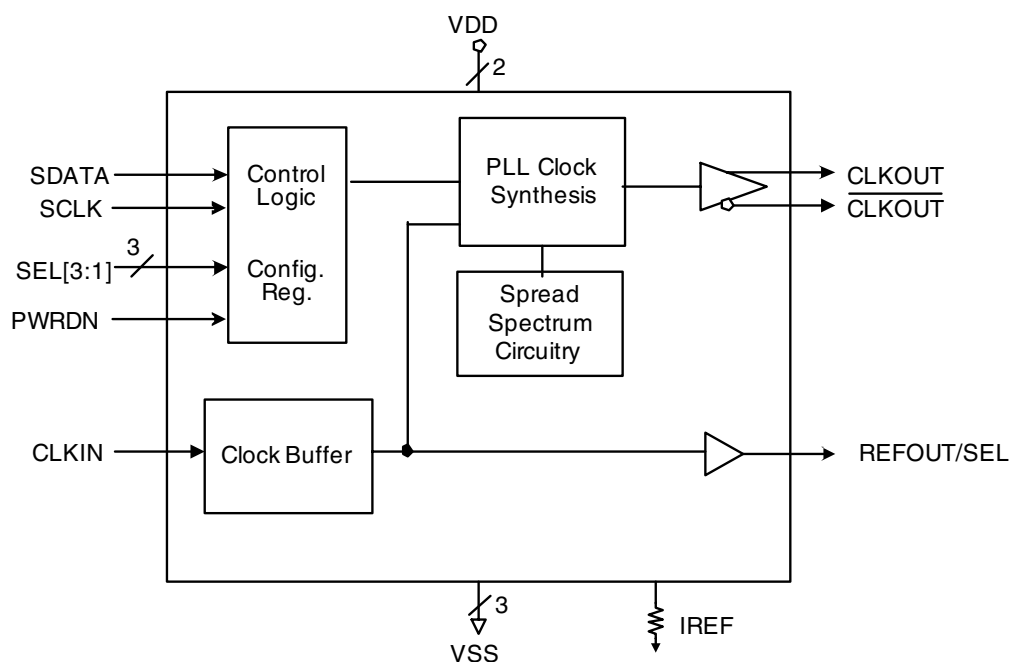 VDD
2
SDATA
SCLK
3
SEL[3:1]
PWRDN
Control
Logic
Config.
Reg.
PLL Clock
Synthesis
CLKOUT
CLKOUT
Spread
Spectrum
Circuitry
CLKIN
Clock Buffer
REFOUT/SEL
3
VSS
IREF